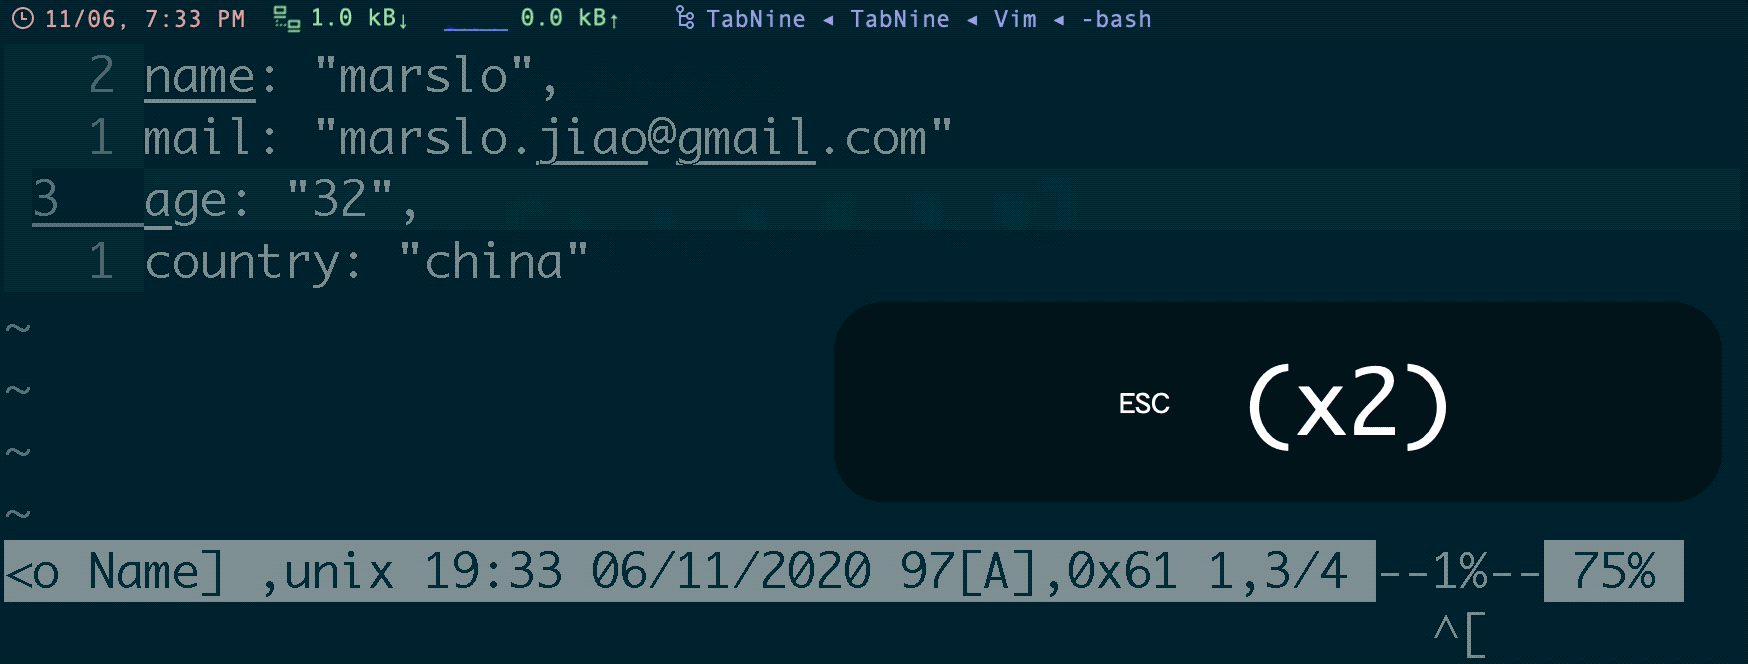 11/06, 7:33 PM 1.0 kB↓ 0.0 kB↑ TabNine ◂ TabNine ◂ Vim ◂ -bash
2 name: "marslo",
1 mail: "marslo.jiao@gmail.com"
3 age: "32",
1 country: "china"
~
~
~
~
ESC (x2)
<o Name] ,unix 19:33 06/11/2020 97[A],0x61 1,3/4 --1%-- 75%
^[